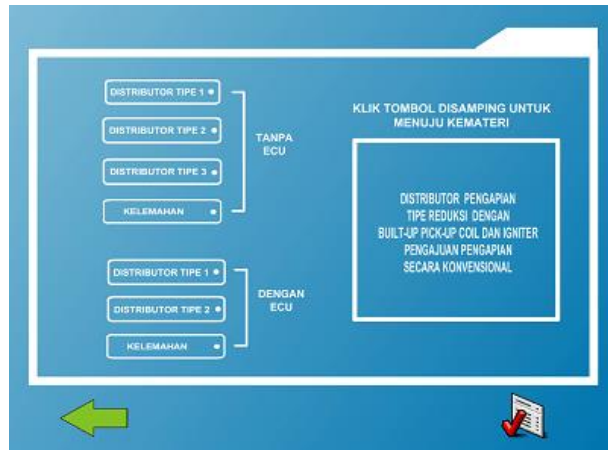 DISTRIBUTOR TIPE 1
DISTRIBUTOR TIPE 2
DISTRIBUTOR TIPE 3
KELEMAHAN
TANPA
ECU
DISTRIBUTOR TIPE 1
DISTRIBUTOR TIPE 2
KELEMAHAN
DENGAN
ECU
KLIK TOMBOL DISAMPING UNTUK
MENUJU KEMATERI
DISTRIBUTOR PENGAPIAN
TIPE REDUKSI DENGAN
BUILT-UP PICK-UP COIL DAN IGNITER
PENGAJUAN PENGAPIAN
SECARA KONVENSIONAL